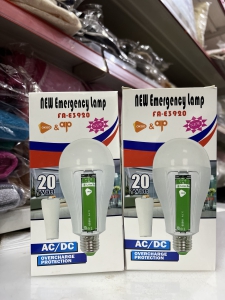 NEW Emergency lamp
FA-E3920
&
20
AC/DC
OVERCHARGE
PROTECTION
NEW Emergency lamp
FA-E3920
&
20
AC/DC
OVERCHARGE
PROTECTION